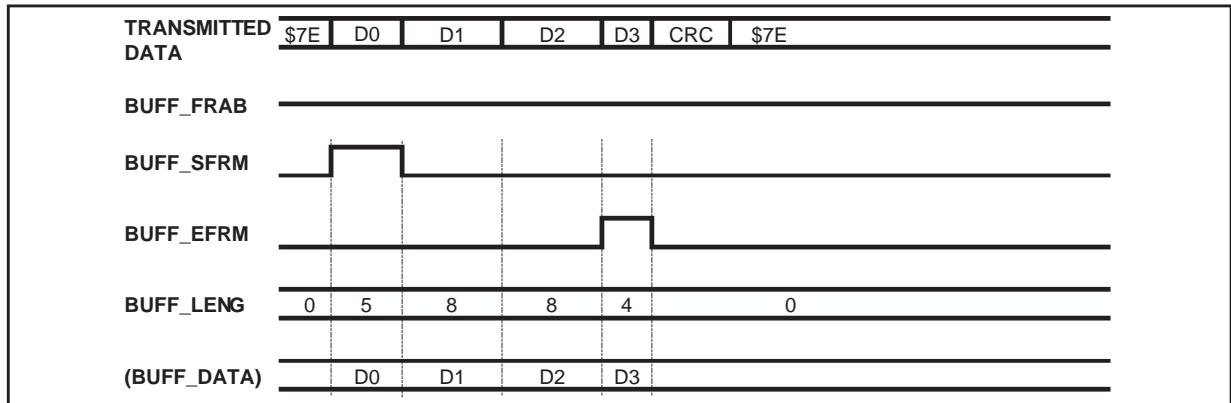 TRANSMITTED DATA $7E D0 D1 D2 D3 CRC $7E
BUFF_FRAB
BUFF_SFRM
BUFF_EFRM
BUFF_LENG 0 5 8 8 4 0
(BUFF_DATA) D0 D1 D2 D3